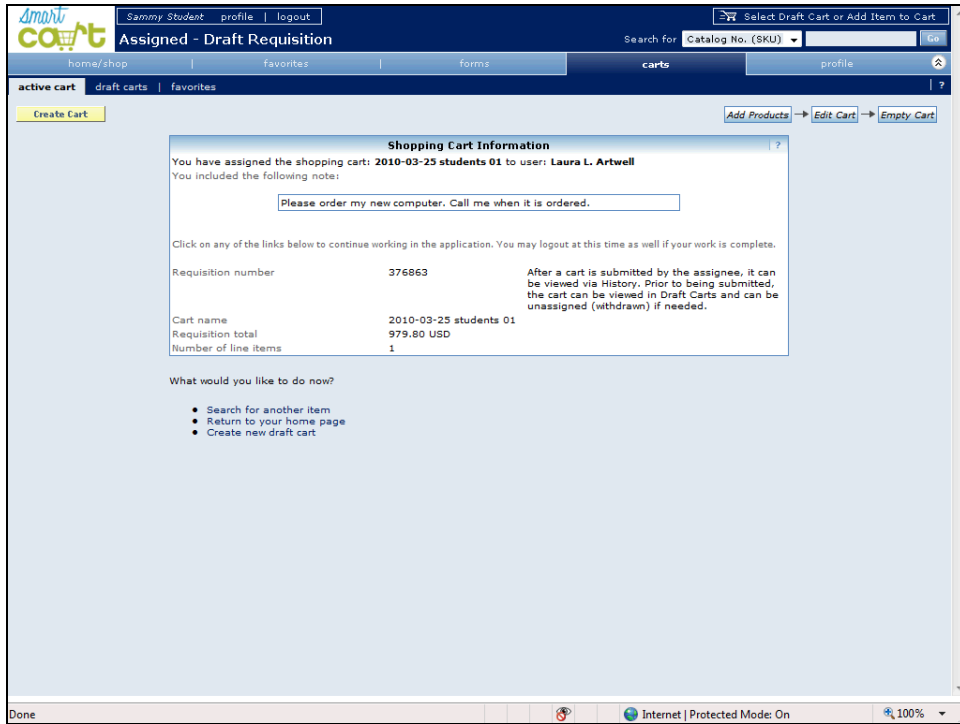 smart cart
Sammy Student profile | logout
Select Draft Cart or Add Item to Cart
Assigned - Draft Requisition
Search for Catalog No. (SKU) Go
home/shop | favorites | forms carts profile
active cart draft carts | favorites | ?
Create Cart
Add Products Edit Cart Empty Cart
Shopping Cart Information ?
You have assigned the shopping cart: 2010-03-25 students 01 to user: Laura L. Artwell
You included the following note:
Please order my new computer. Call me when it is ordered.
Click on any of the links below to continue working in the application. You may logout at this time as well if your work is complete.
Requisition number 376863 After a cart is submitted by the assignee, it can
be viewed via History. Prior to being submitted,
the cart can be viewed in Draft Carts and can be
unassigned (withdrawn) if needed.
Cart name 2010-03-25 students 01
Requisition total 979.80 USD
Number of line items 1
What would you like to do now?
• Search for another item
• Return to your home page
• Create new draft cart
Done Internet | Protected Mode: On 100%